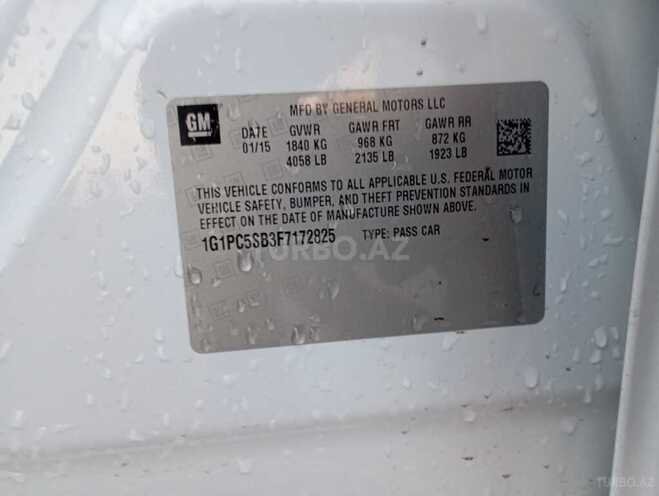 GM
MFD BY GENERAL MOTORS LLC
DATE GVWR GAWR FRT GAWR RR
01/15 1840 KG 968 KG 872 KG
4058 LB 2135 LB 1923 LB
THIS VEHICLE CONFORMS TO ALL APPLICABLE U.S. FEDERAL MOTOR
VEHICLE SAFETY, BUMPER, AND THEFT PREVENTION STANDARDS IN
EFFECT ON THE DATE OF MANUFACTURE SHOWN ABOVE.
1G1PC5SB3F7172825 TYPE: PASS CAR
TURBO.AZ
TURBO.AZ